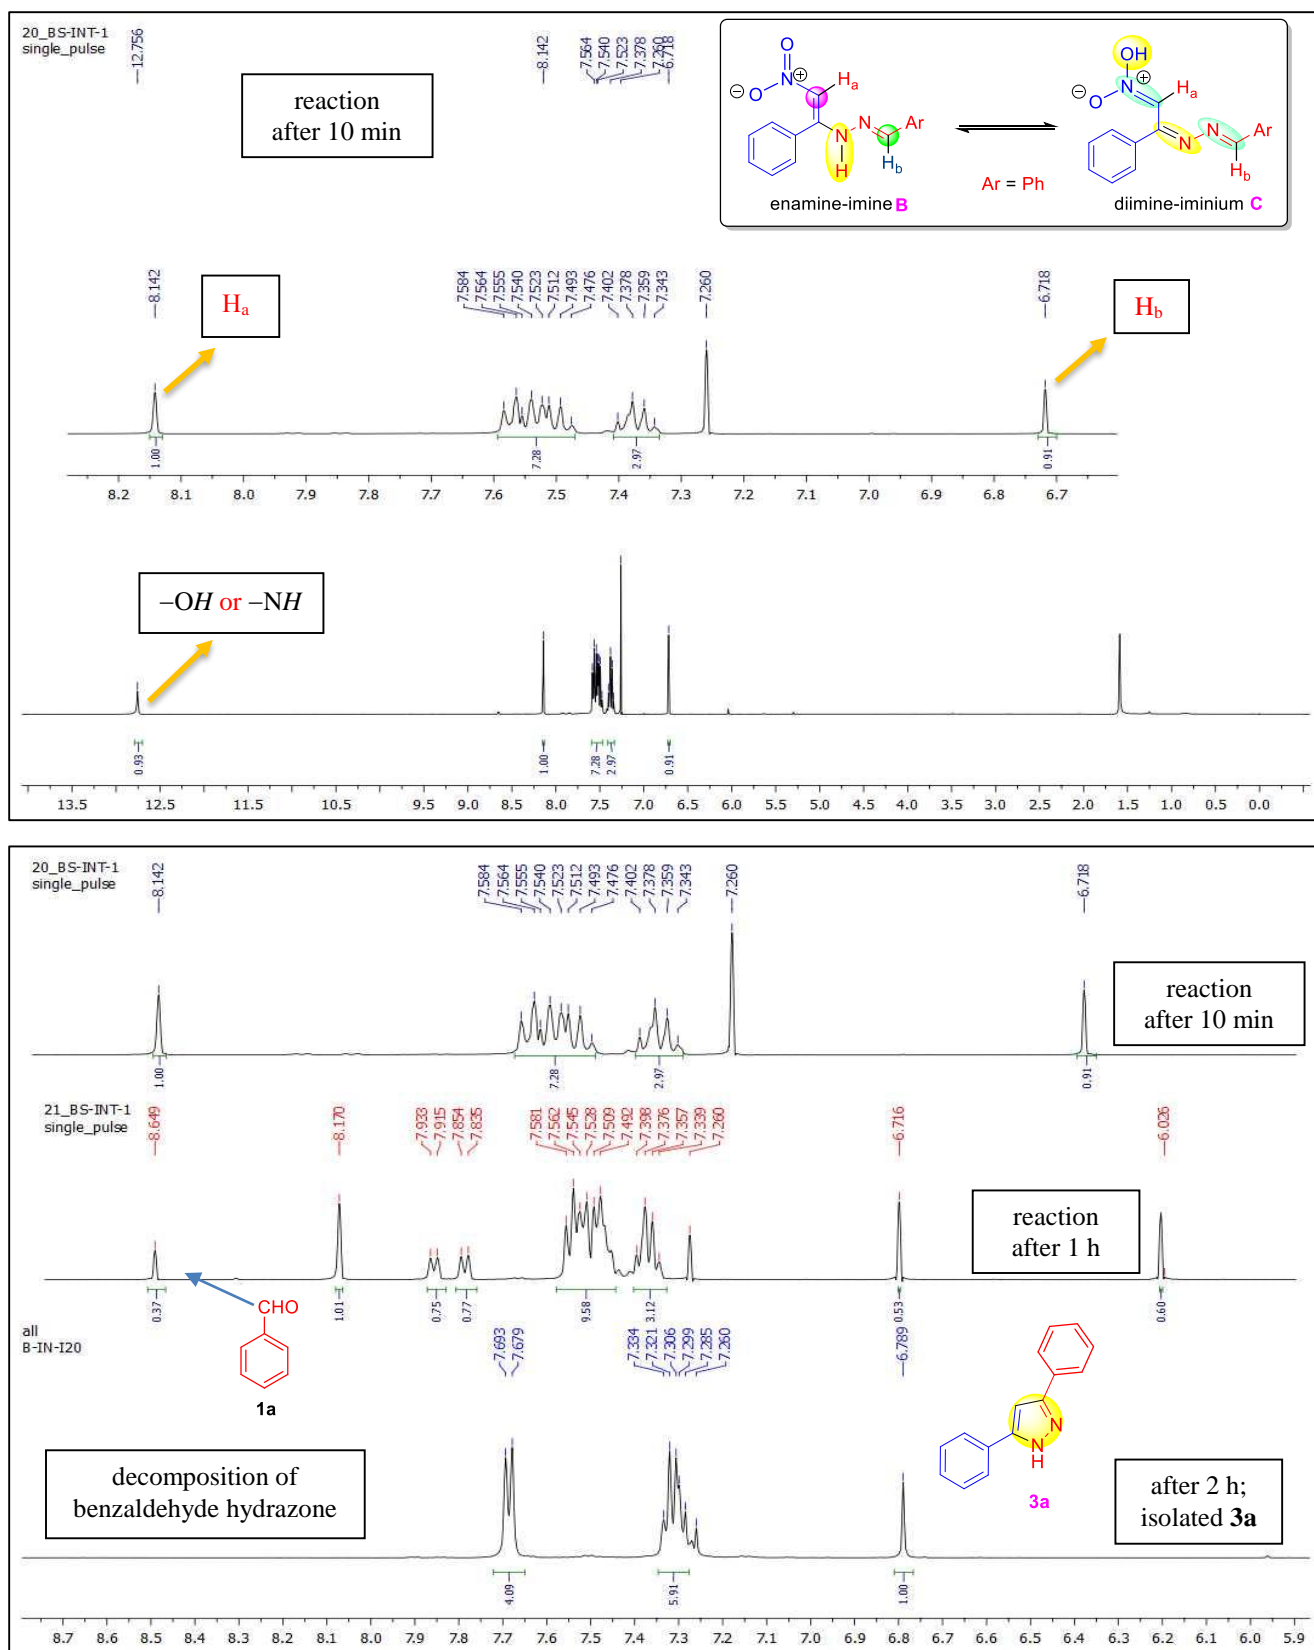 20_BS-INT-1
single_pulse
12.756
8.142
7.564
7.540
7.523
7.378
7.260
6.718
reaction
after 10 min
O
N
+
−
O
Ha
N
N
Ar
H
Hb
enamine-imine B
Ar = Ph
OH
N
+
−
O
Ha
N
N
Ar
Hb
diimine-iminium C
8.142
7.584
7.564
7.555
7.540
7.523
7.512
7.493
7.476
7.402
7.378
7.359
7.343
7.260
6.718
Ha
Hb
1.00
7.28
2.97
0.91
8.2 8.1 8.0 7.9 7.8 7.7 7.6 7.5 7.4 7.3 7.2 7.1 7.0 6.9 6.8 6.7
−OH or −NH
0.93
1.00
7.28
2.97
0.91
13.5 12.5 11.5 10.5 9.5 9.0 8.5 8.0 7.5 7.0 6.5 6.0 5.5 5.0 4.5 4.0 3.5 3.0 2.5 2.0 1.5 1.0 0.5 0.0
20_BS-INT-1
single_pulse
8.142
7.584
7.564
7.555
7.540
7.523
7.512
7.493
7.476
7.402
7.378
7.359
7.343
7.260
6.718
reaction
after 10 min
1.00
7.28
2.97
0.91
21_BS-INT-1
single_pulse
8.649
8.170
7.933
7.915
7.854
7.835
7.581
7.562
7.545
7.528
7.509
7.492
7.398
7.376
7.357
7.339
7.260
6.716
6.026
reaction
after 1 h
0.37
1.01
0.75
0.77
9.58
3.12
0.53
0.60
CHO
1a
all
B-IN-I20
7.693
7.679
7.334
7.321
7.306
7.299
7.285
7.260
6.789
N
N
H
3a
decomposition of
benzaldehyde hydrazone
after 2 h;
isolated 3a
4.09
5.91
1.00
8.7 8.6 8.5 8.4 8.3 8.2 8.1 8.0 7.9 7.8 7.7 7.6 7.5 7.4 7.3 7.2 7.1 7.0 6.9 6.8 6.7 6.6 6.5 6.4 6.3 6.2 6.1 6.0 5.9